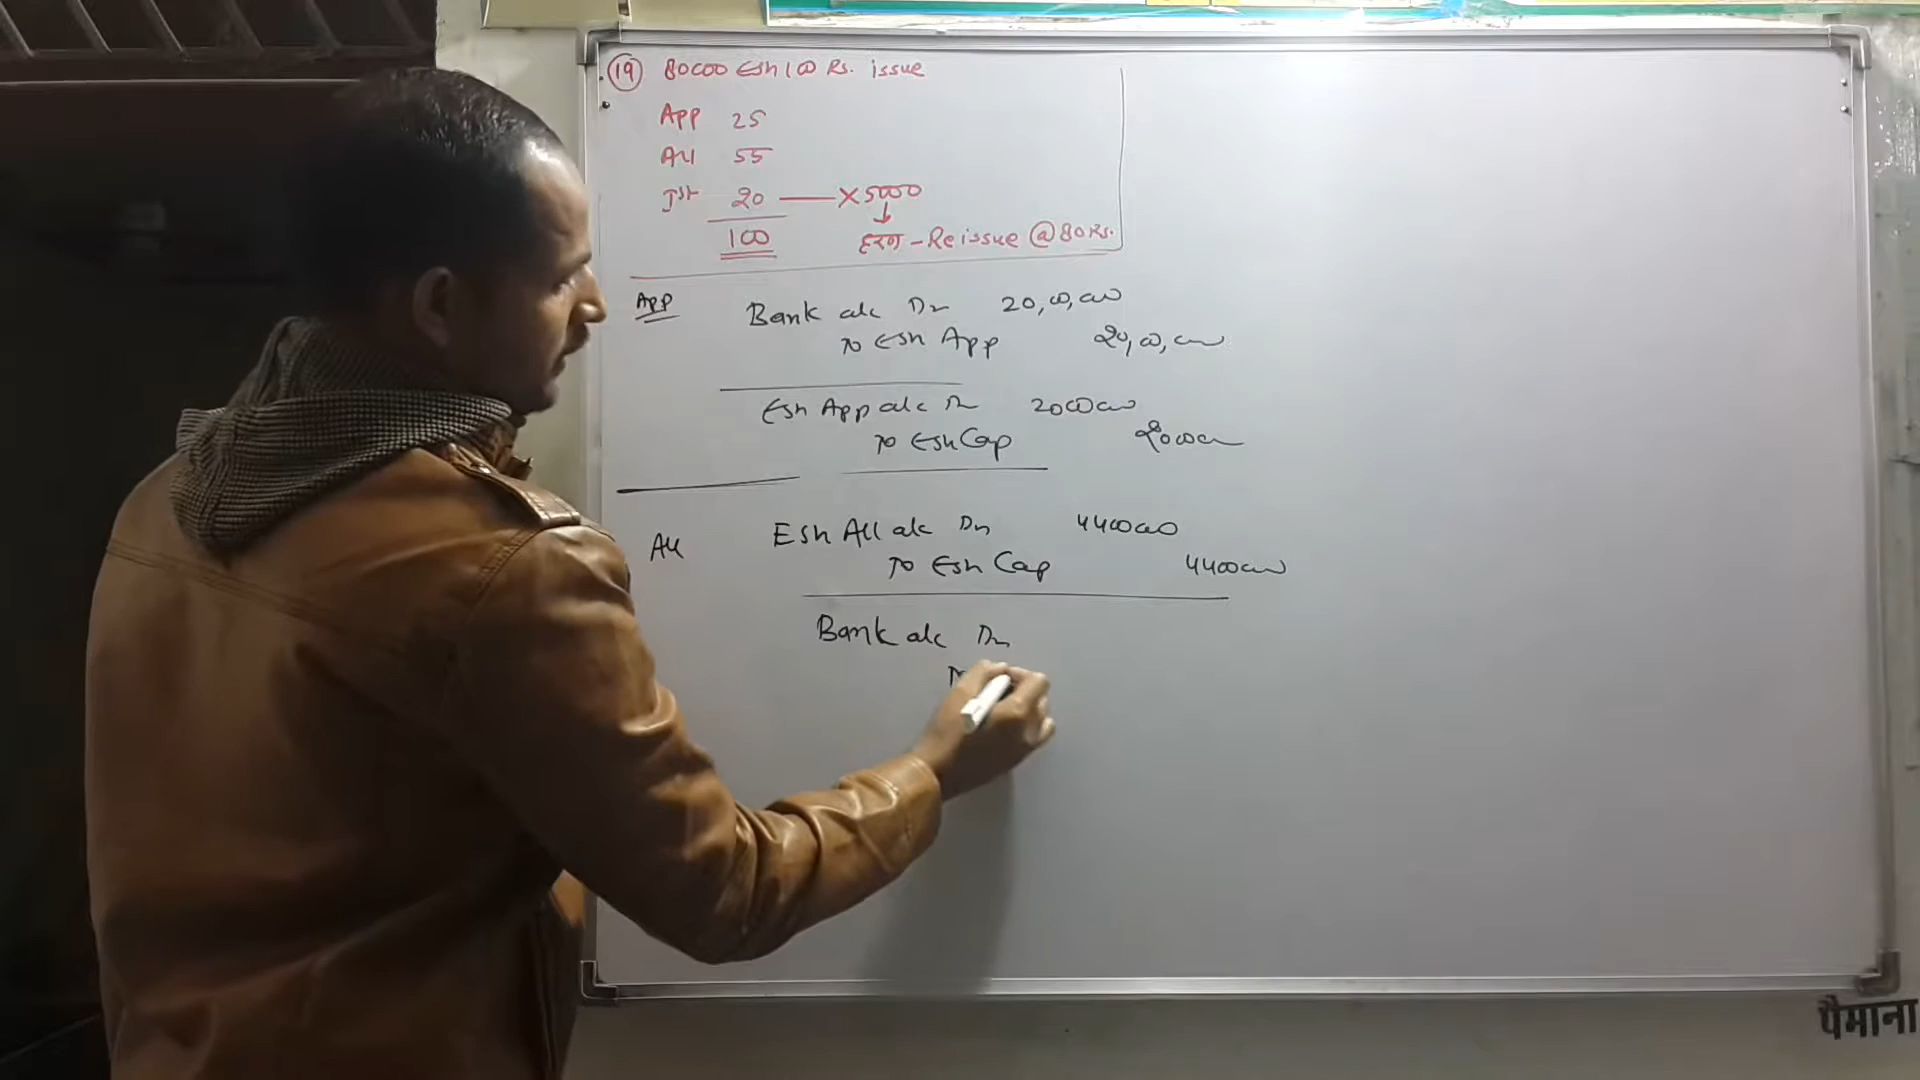 19 80000 Esh 100 Rs. issue
App 25
All 55
Ist 20 — X 5000
100 हरण - Reissue @ 80 Rs.
App Bank a/c Dr 20,00,000
To Esh App 20,00,000
Esh App a/c Dr 2000000
To Esh Cap 2000000
All Esh All a/c Dr 4400000
To Esh Cap 4400000
Bank a/c Dr
पैमाना